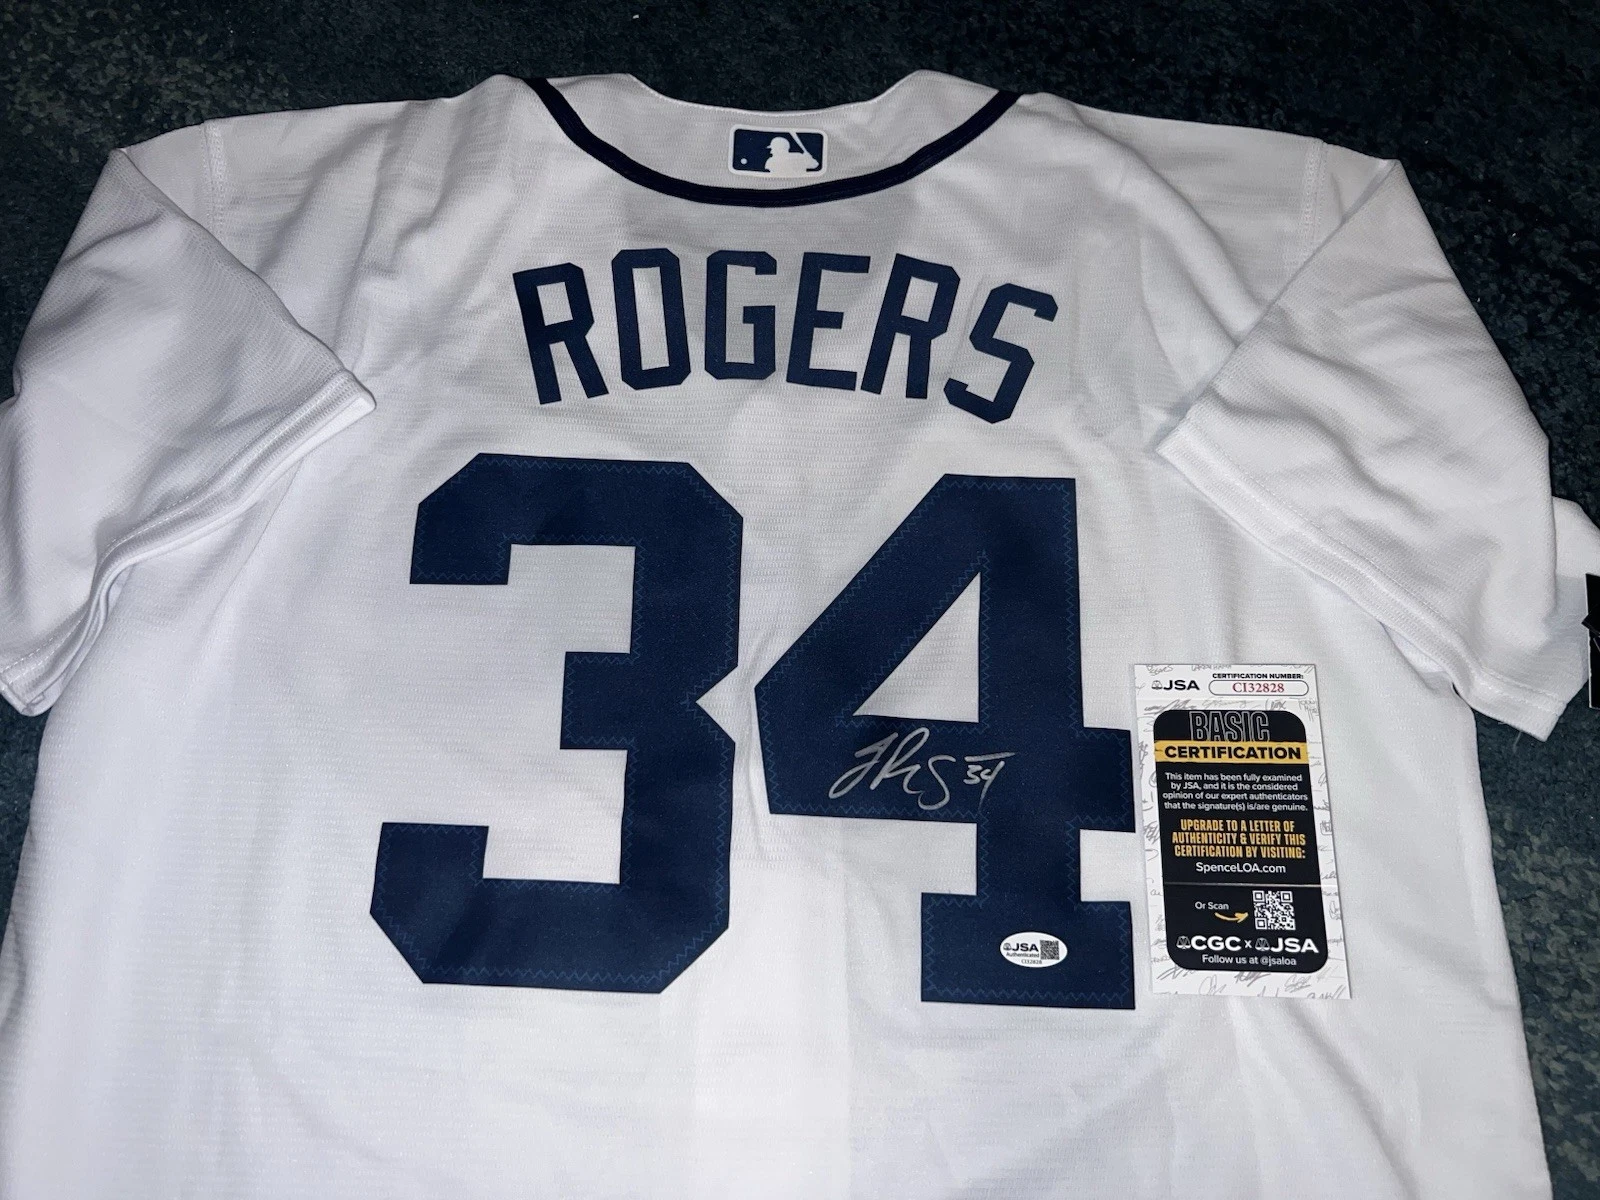 ROGERS
34
34
JSA
CERTIFICATION NUMBER:
CI32828
BASIC
CERTIFICATION
This item has been fully examined
by JSA, and it is the considered
opinion of our expert authenticators
that the signature(s) is/are genuine.
UPGRADE TO A LETTER OF
AUTHENTICITY & VERIFY THIS
CERTIFICATION BY VISITING:
SpenceLOA.com
Or Scan
CGC x JSA
Follow us at @jsaloa
JSA
Authenticated
CI32828